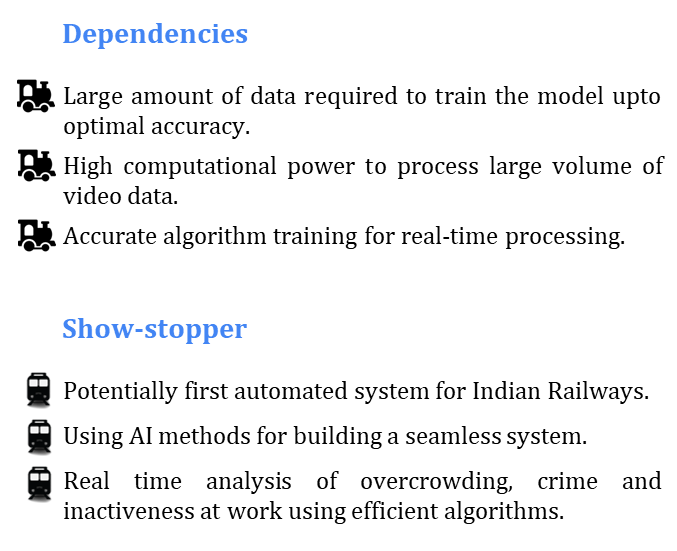 Dependencies
Large amount of data required to train the model upto
optimal accuracy.
High computational power to process large volume of
video data.
Accurate algorithm training for real-time processing.
Show-stopper
Potentially first automated system for Indian Railways.
Using AI methods for building a seamless system.
Real time analysis of overcrowding, crime and
inactiveness at work using efficient algorithms.